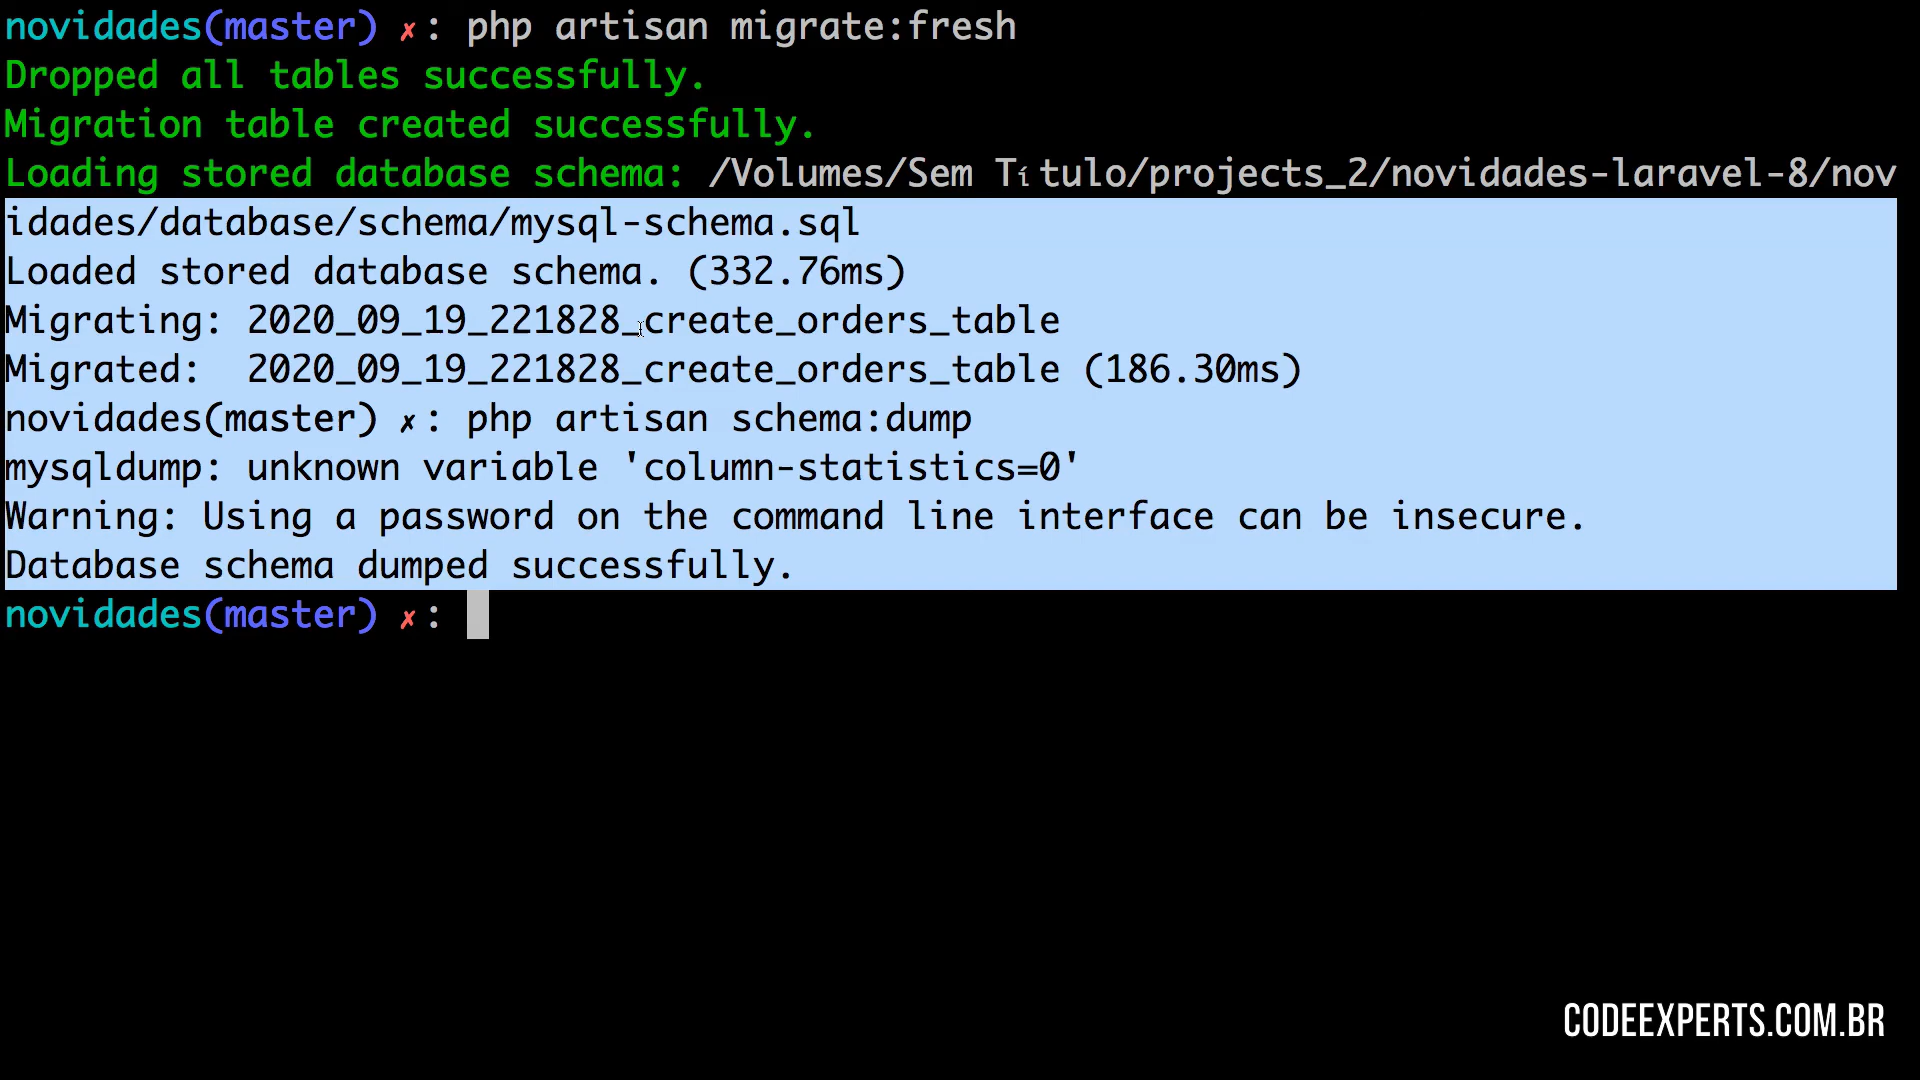 novidades(master) ✗: php artisan migrate:fresh
Dropped all tables successfully.
Migration table created successfully.
Loading stored database schema: /Volumes/Sem Título/projects_2/novidades-laravel-8/nov
idades/database/schema/mysql-schema.sql
Loaded stored database schema. (332.76ms)
Migrating: 2020_09_19_221828_create_orders_table
Migrated:  2020_09_19_221828_create_orders_table (186.30ms)
novidades(master) ✗: php artisan schema:dump
mysqldump: unknown variable 'column-statistics=0'
Warning: Using a password on the command line interface can be insecure.
Database schema dumped successfully.
novidades(master) ✗:
CODEEXPERTS.COM.BR